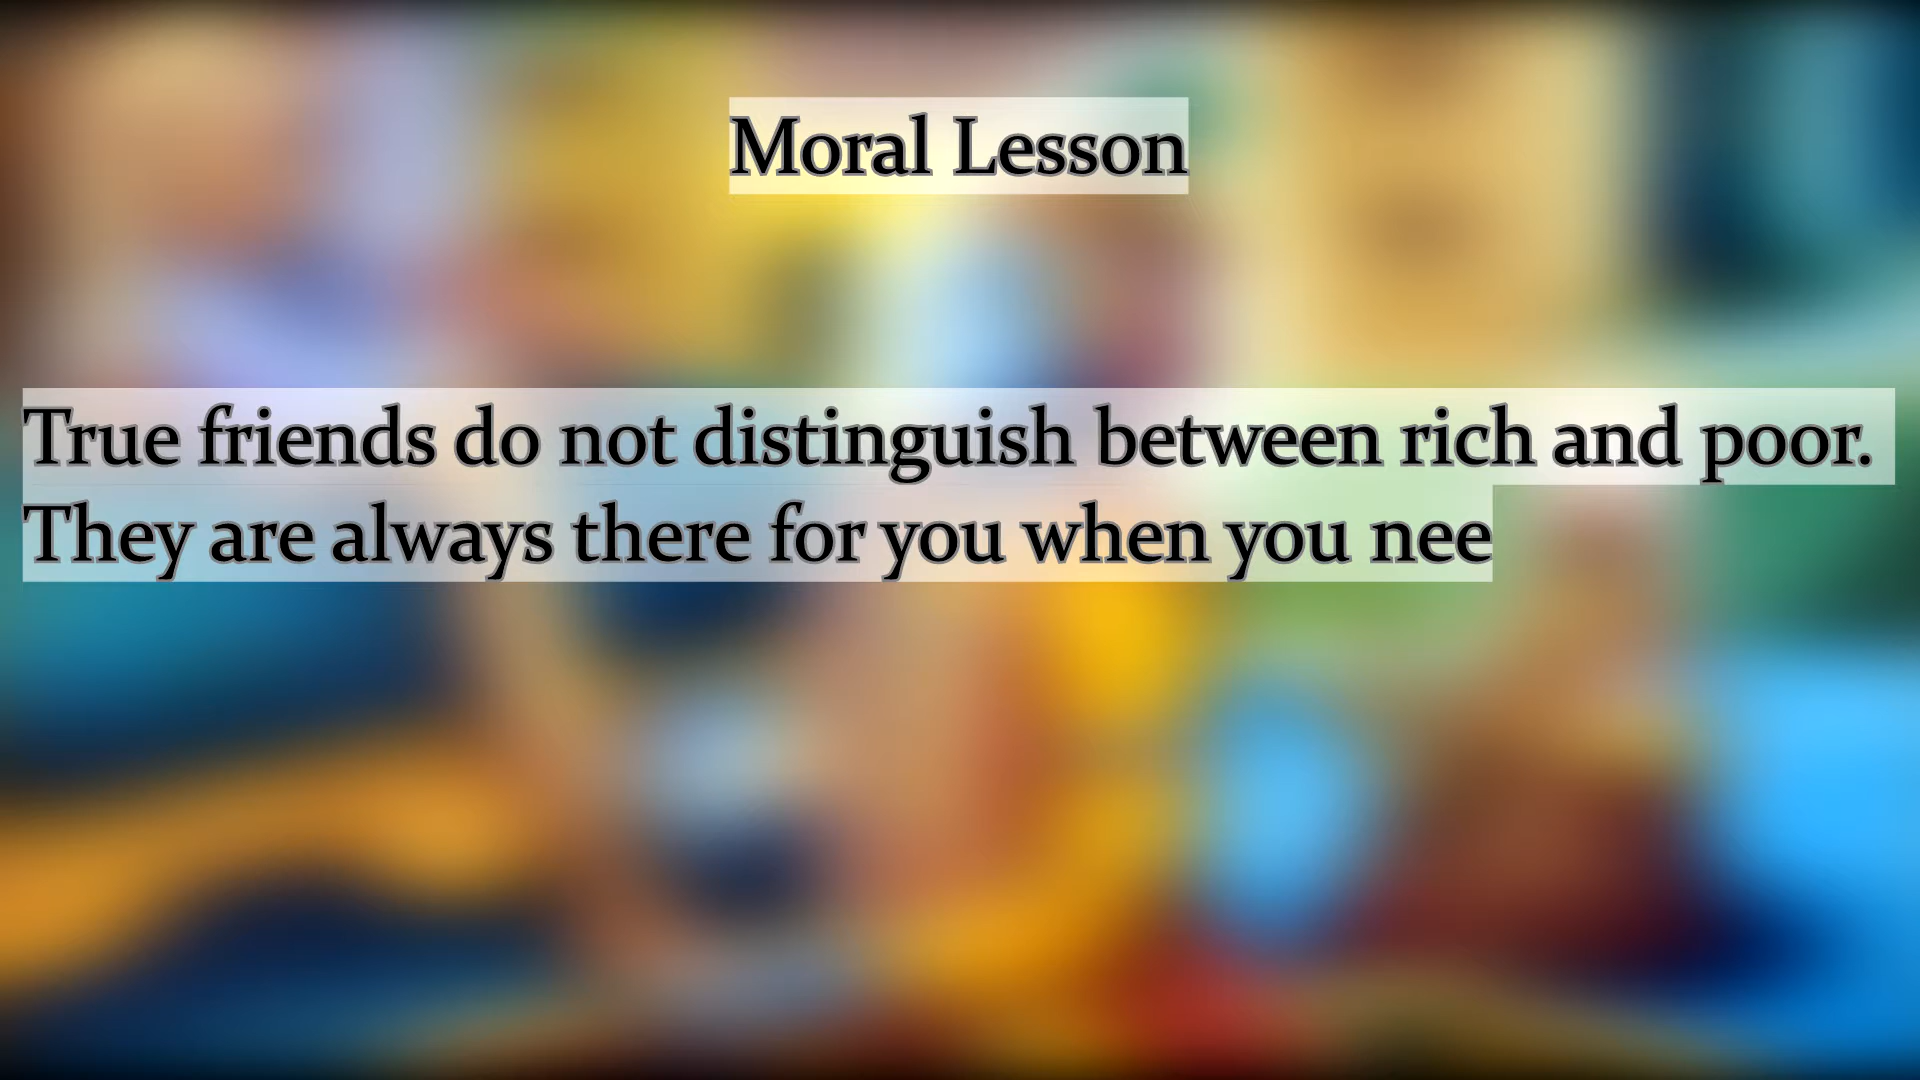 Moral Lesson
True friends do not distinguish between rich and poor.
They are always there for you when you nee